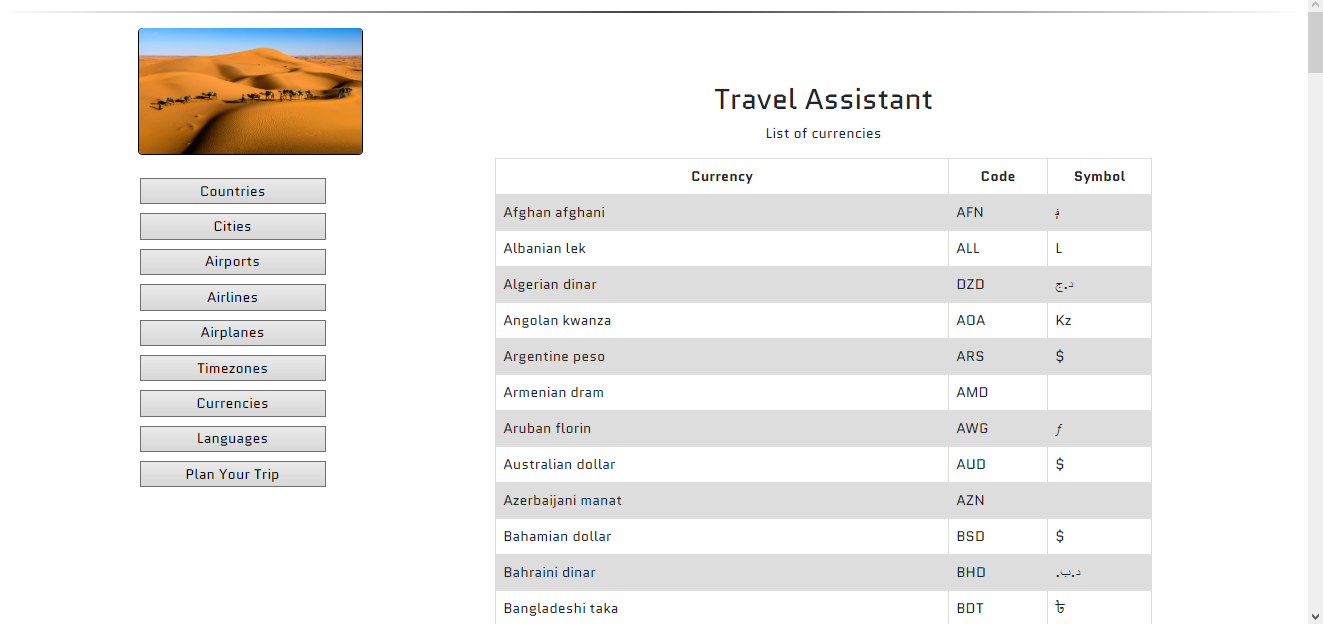 Countries
Cities
Airports
Airlines
Airplanes
Timezones
Currencies
Languages
Plan Your Trip
Travel Assistant
List of currencies
Currency Code Symbol
Afghan afghani AFN ؋
Albanian lek ALL L
Algerian dinar DZD د.ج
Angolan kwanza AOA Kz
Argentine peso ARS $
Armenian dram AMD
Aruban florin AWG ƒ
Australian dollar AUD $
Azerbaijani manat AZN
Bahamian dollar BSD $
Bahraini dinar BHD .د.ب
Bangladeshi taka BDT ৳